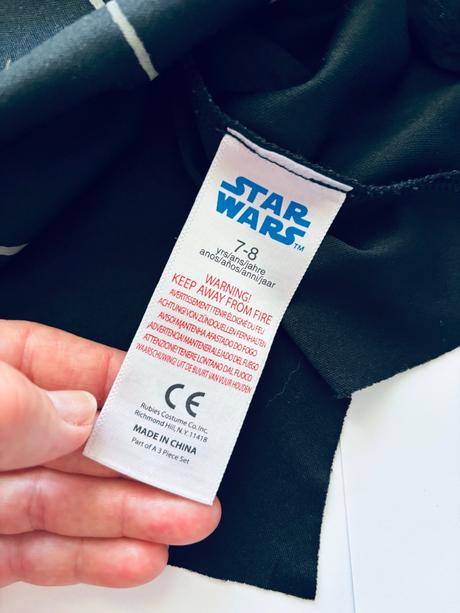 STAR
WARS™
7-8
yrs/ans/jahre
anos/años/anni/jaar
WARNING!
KEEP AWAY FROM FIRE
AVERTISSEMENT! TENIR ÉLOIGNÉ DU FEU
ACHTUNG! VON ZÜNDQUELLEN FERNHALTEN
AVISO! MANTENHA AFASTADO DO FOGO
ADVERTENCIA! MANTENER ALEJADO DEL FUEGO
ATTENZIONE! TENERE LONTANO DAL FUOCO
WAARSCHUWING! UIT DE BUURT VAN VUUR HOUDEN
CE
Rubies Costume Co. Inc.
Richmond Hill, N.Y. 11418
MADE IN CHINA
Part of A 3 Piece Set